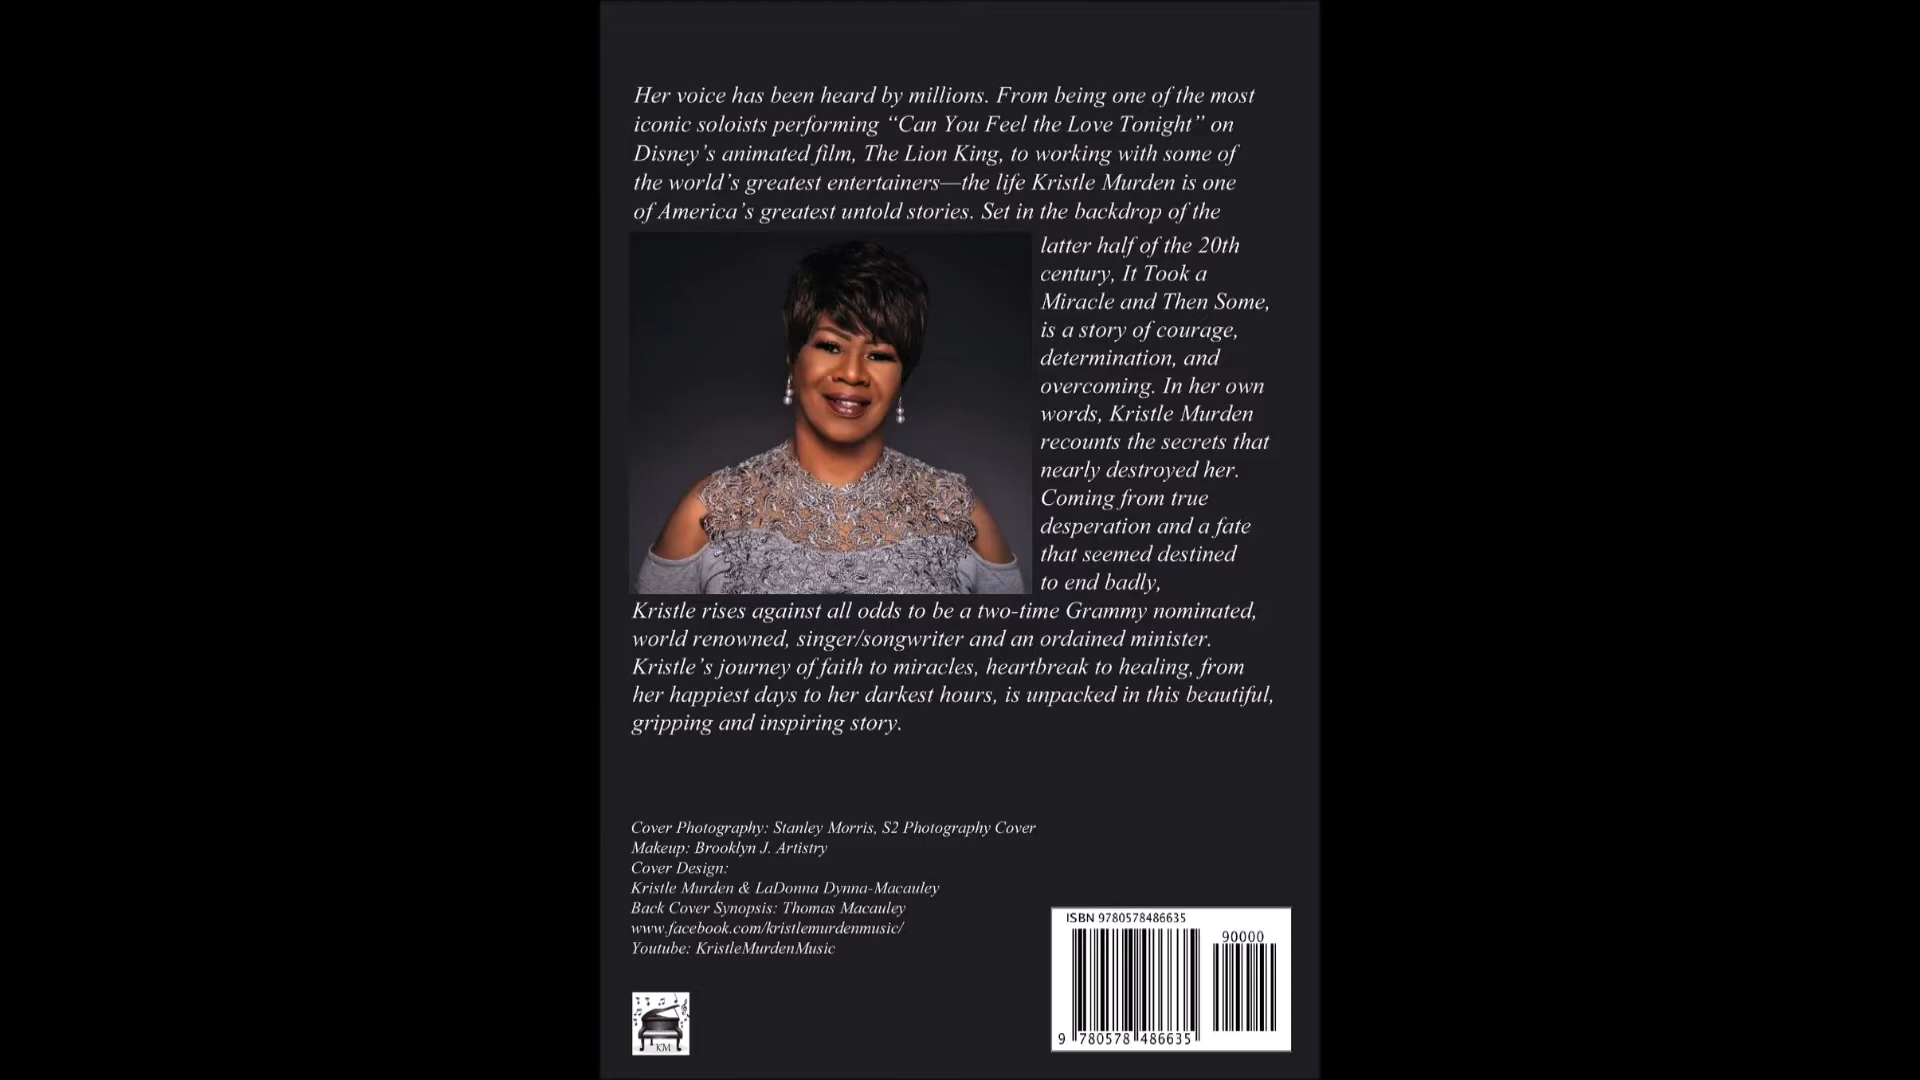 Her voice has been heard by millions. From being one of the most
iconic soloists performing “Can You Feel the Love Tonight” on
Disney’s animated film, The Lion King, to working with some of
the world’s greatest entertainers—the life Kristle Murden is one
of America’s greatest untold stories. Set in the backdrop of the
latter half of the 20th
century, It Took a
Miracle and Then Some,
is a story of courage,
determination, and
overcoming. In her own
words, Kristle Murden
recounts the secrets that
nearly destroyed her.
Coming from true
desperation and a fate
that seemed destined
to end badly,
Kristle rises against all odds to be a two-time Grammy nominated,
world renowned, singer/songwriter and an ordained minister.
Kristle’s journey of faith to miracles, heartbreak to healing, from
her happiest days to her darkest hours, is unpacked in this beautiful,
gripping and inspiring story.
Cover Photography: Stanley Morris, S2 Photography Cover
Makeup: Brooklyn J. Artistry
Cover Design:
Kristle Murden & LaDonna Dynna-Macauley
Back Cover Synopsis: Thomas Macauley
www.facebook.com/kristlemurdenmusic/
Youtube: KristleMurdenMusic
KM
ISBN 9780578486635
90000
9 780578 486635